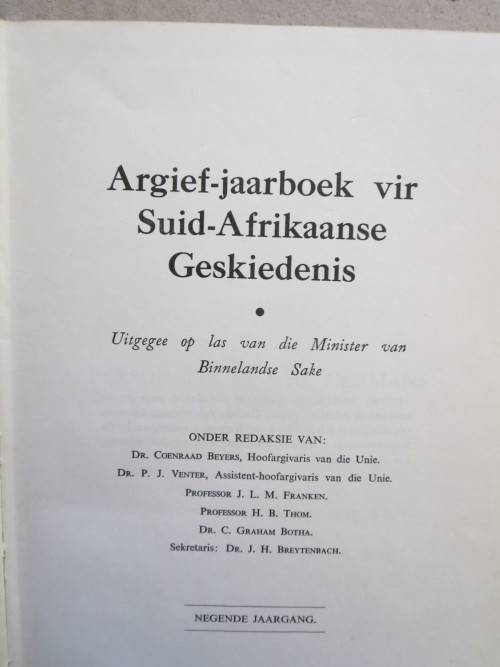 Argief-jaarboek vir
Suid-Afrikaanse
Geskiedenis
•
Uitgegee op las van die Minister van
Binnelandse Sake
ONDER REDAKSIE VAN:
DR. COENRAAD BEYERS, Hoofargivaris van die Unie.
DR. P. J. VENTER, Assistent-hoofargivaris van die Unie.
PROFESSOR J. L. M. FRANKEN.
PROFESSOR H. B. THOM.
DR. C. GRAHAM BOTHA.
Sekretaris: DR. J. H. BREYTENBACH.
NEGENDE JAARGANG.